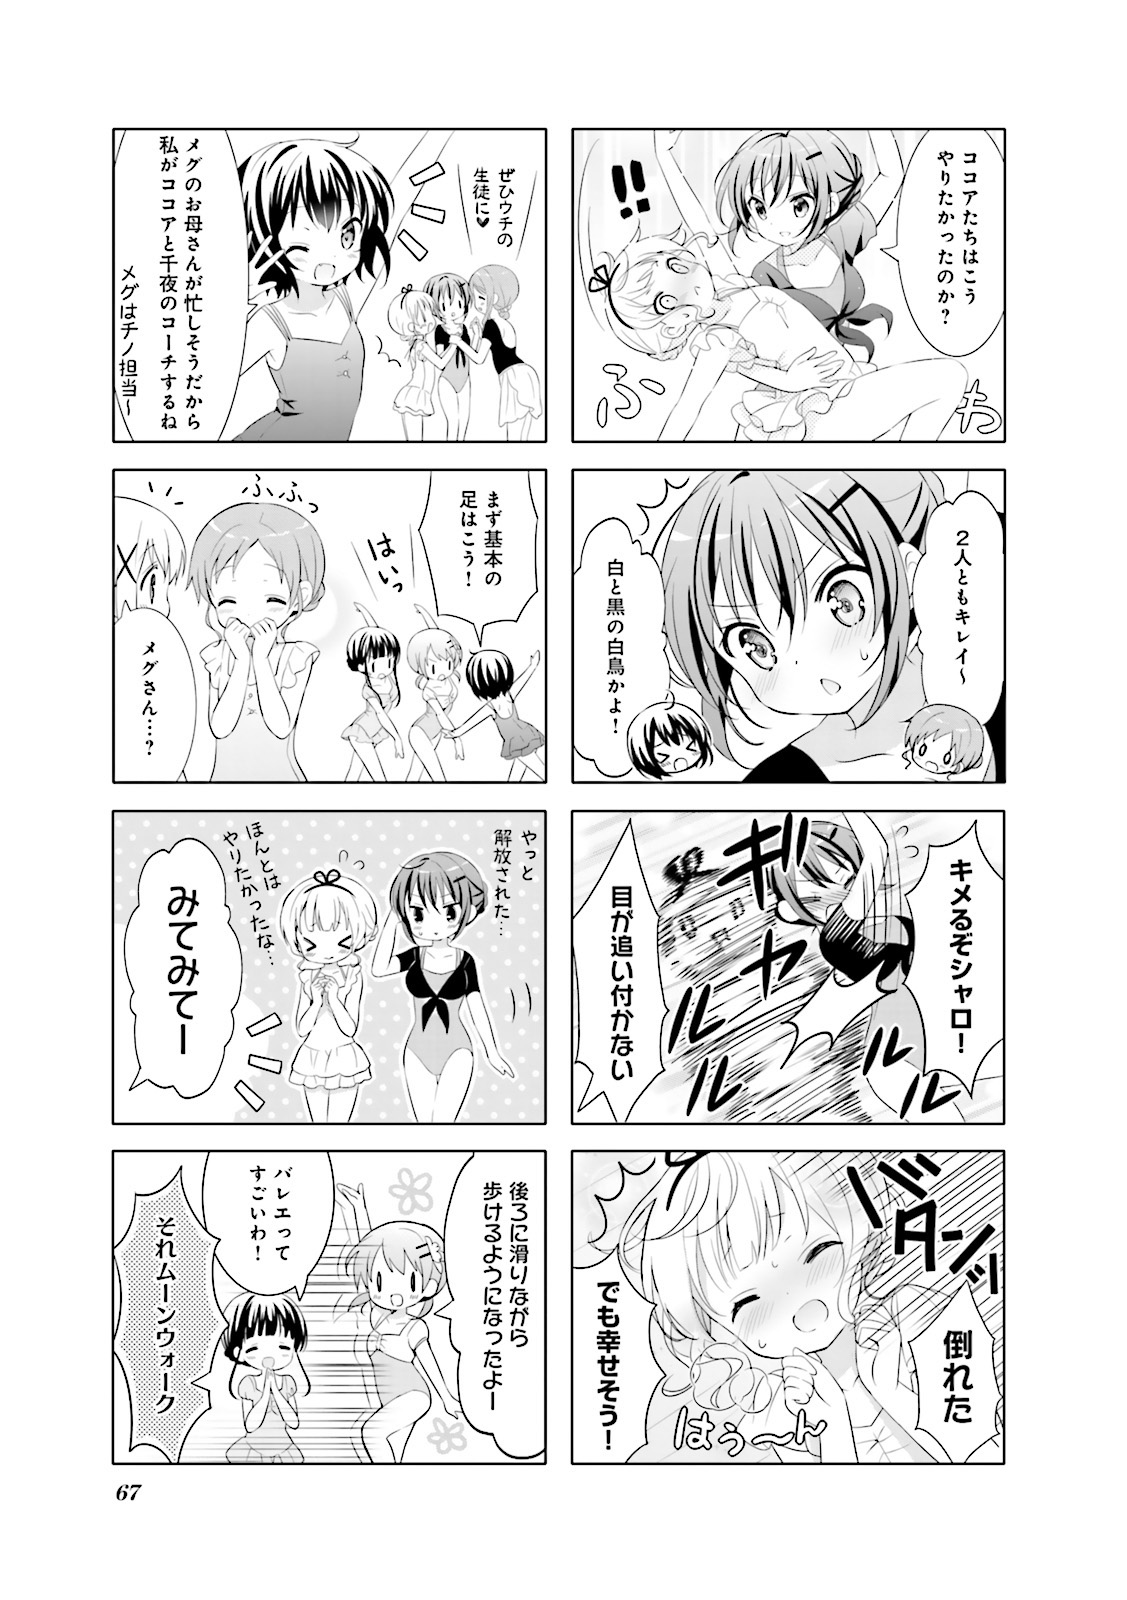 ココアたちはこう
やりたかったのか？
!!
ふ
わ
２人ともキレイ〜
白と黒の白鳥かよ！
キメるぞシャロ！
ギャルルルル
目が追い付かない
バタンッ
倒れた
でも幸せそう！
はぅ〜〜ん
ぜひウチの
生徒に♥
メグのお母さんが忙しそうだから
私がココアと千夜のコーチするね
メグはチノ担当〜
まず基本の
足はこう！
はいっ
ふふっ
メグさん…？
やっと
解放された…
ほんとは
やりたかったな…
みてみてー
後ろに滑りながら
歩けるようになったよー
バレエって
すごいわ！
それムーンウォーク
67